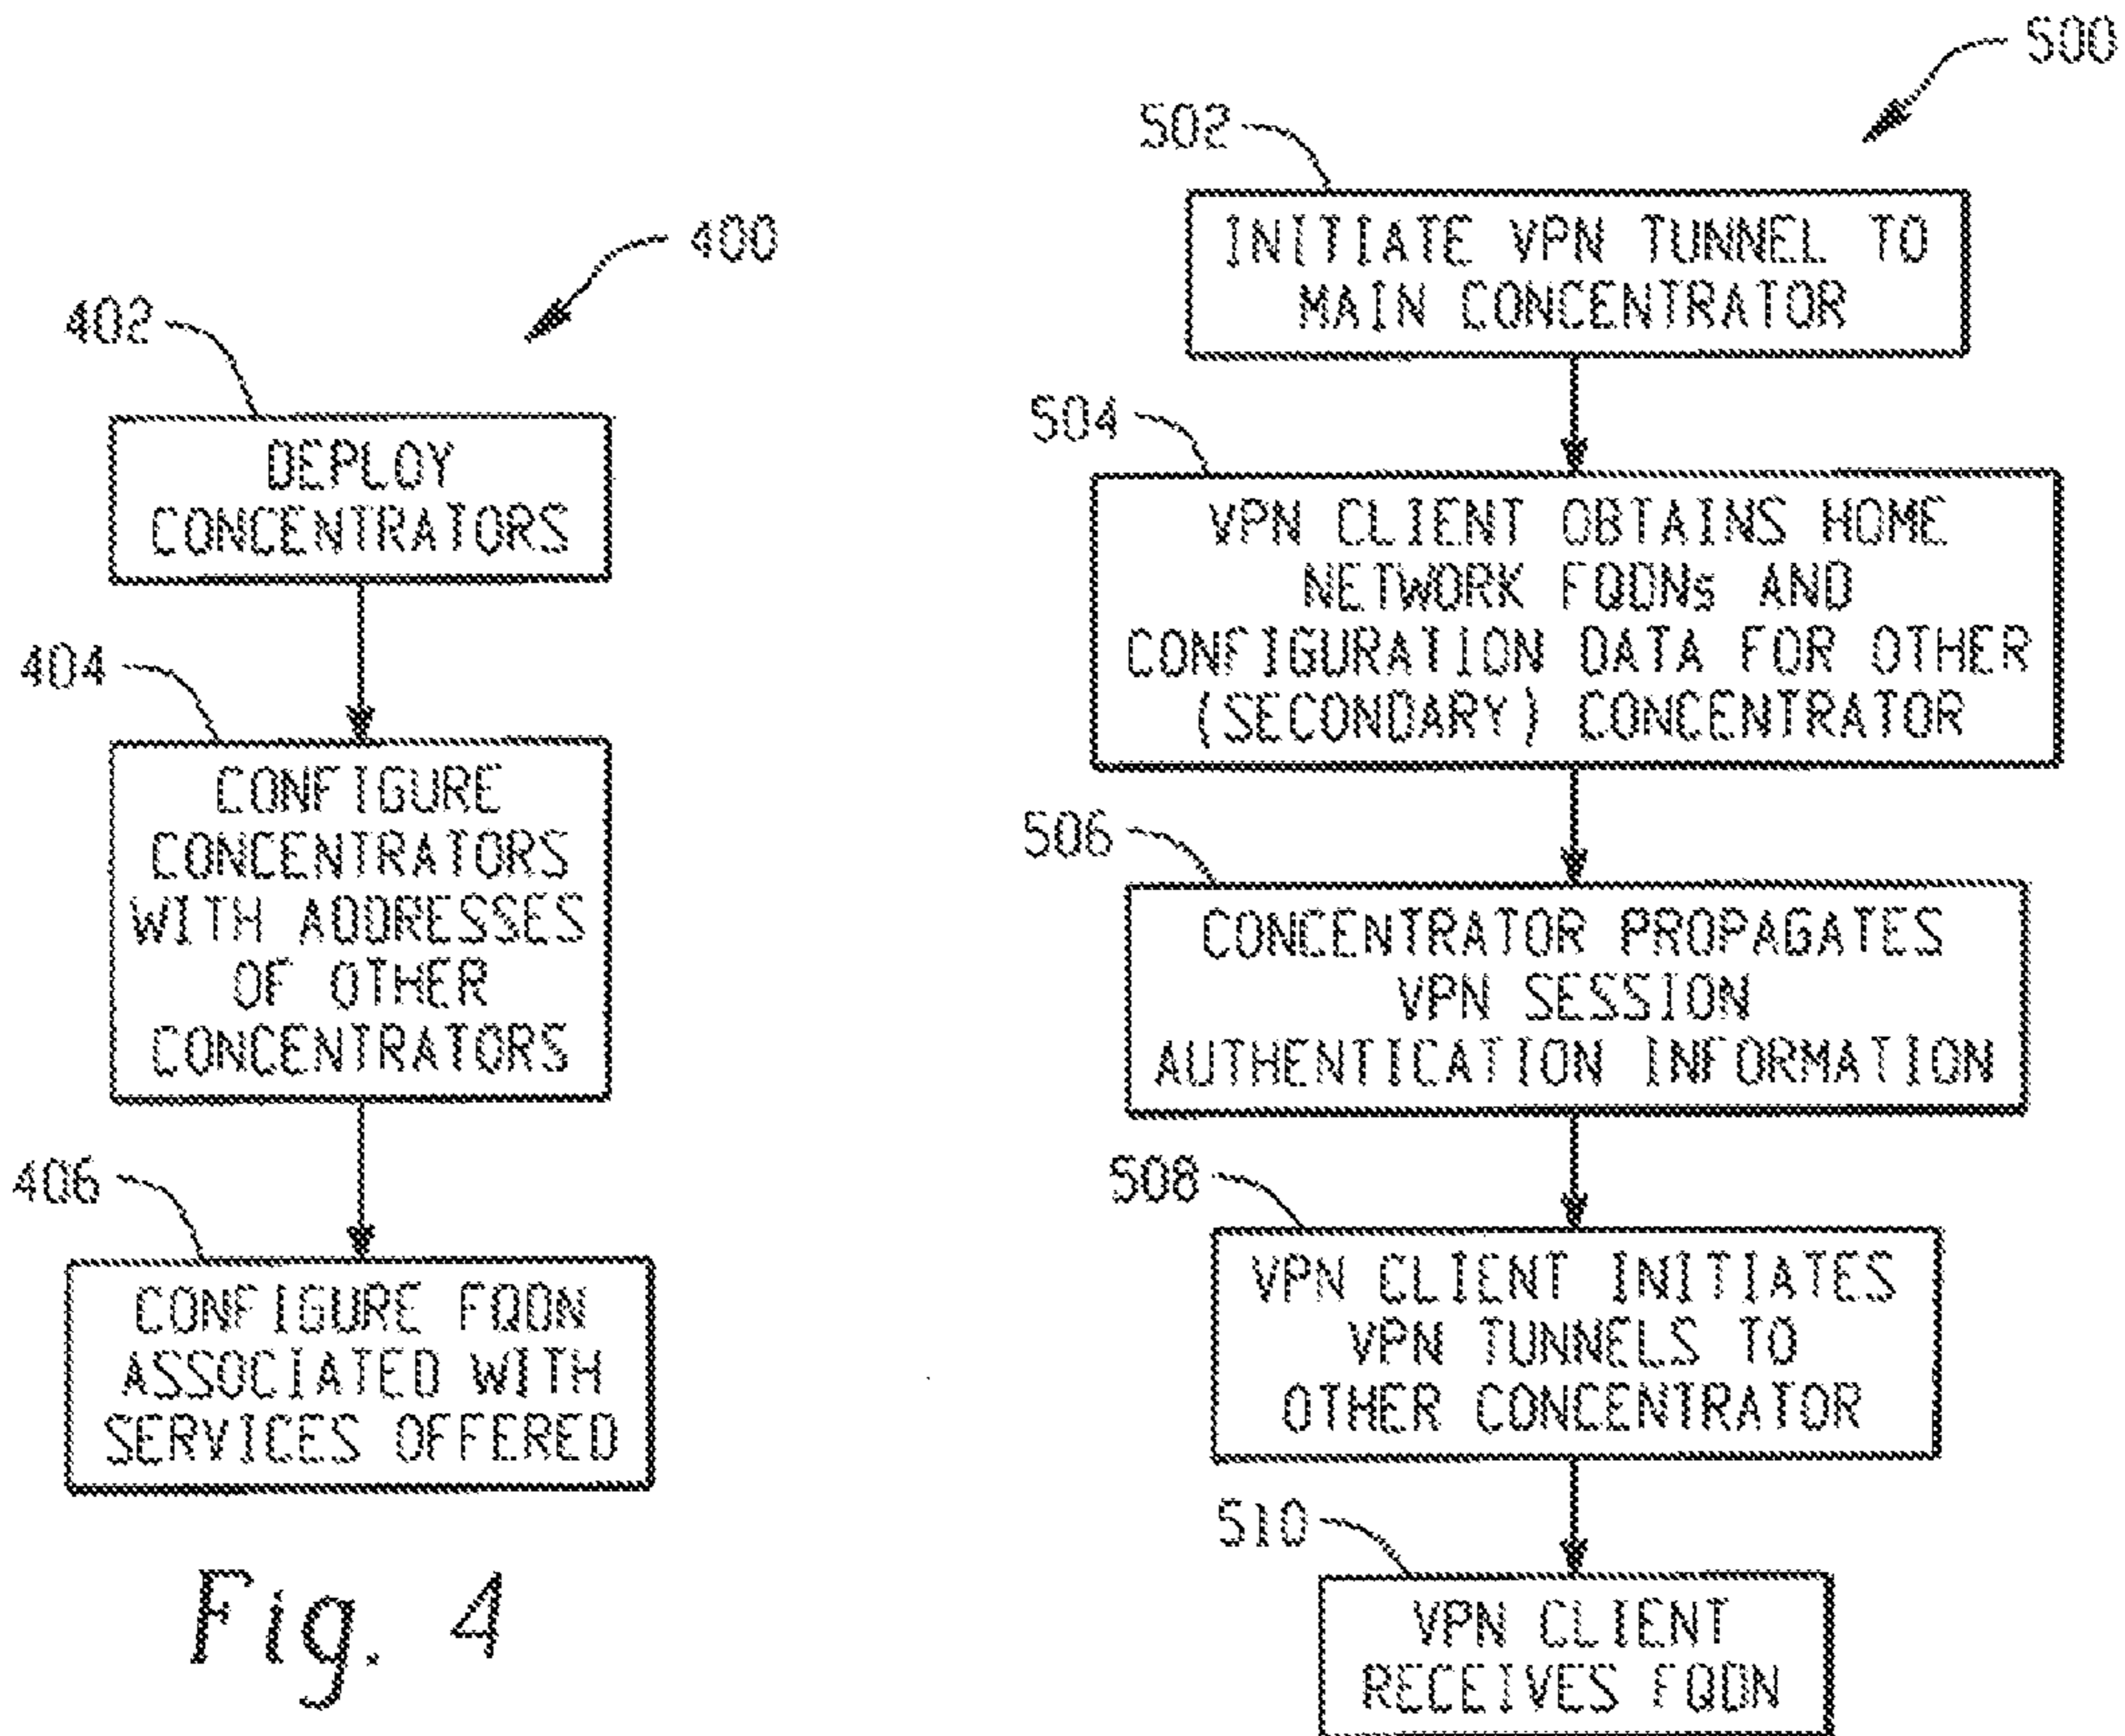 400
402
DEPLOY
CONCENTRATORS
404
CONFIGURE
CONCENTRATORS
WITH ADDRESSES
OF OTHER
CONCENTRATORS
406
CONFIGURE FQDN
ASSOCIATED WITH
SERVICES OFFERED
Fig. 4
500
502
INITIATE VPN TUNNEL TO
MAIN CONCENTRATOR
504
VPN CLIENT OBTAINS HOME
NETWORK FQDNs AND
CONFIGURATION DATA FOR OTHER
(SECONDARY) CONCENTRATOR
506
CONCENTRATOR PROPAGATES
VPN SESSION
AUTHENTICATION INFORMATION
508
VPN CLIENT INITIATES
VPN TUNNELS TO
OTHER CONCENTRATOR
510
VPN CLIENT
RECEIVES FQDN